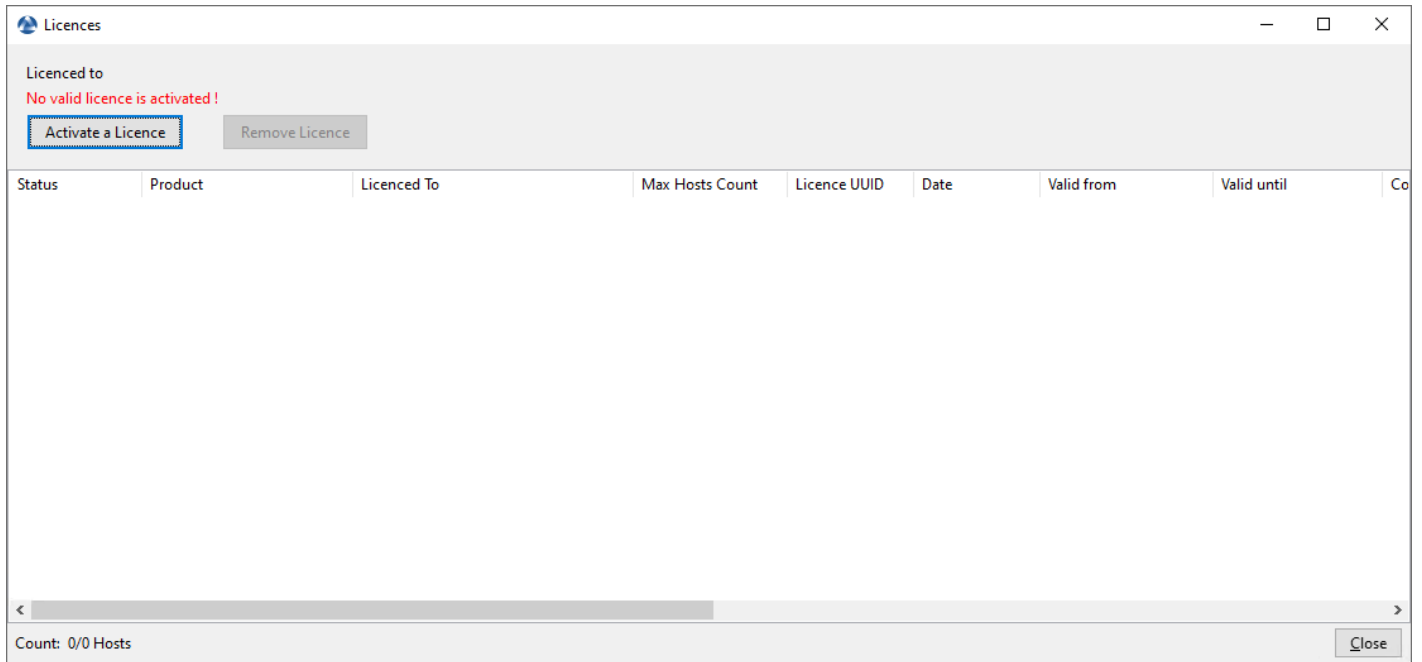 Licences
Licenced to
No valid licence is activated !
Activate a Licence Remove Licence
Status Product Licenced To Max Hosts Count Licence UUID Date Valid from Valid until Co
Count: 0/0 Hosts Close